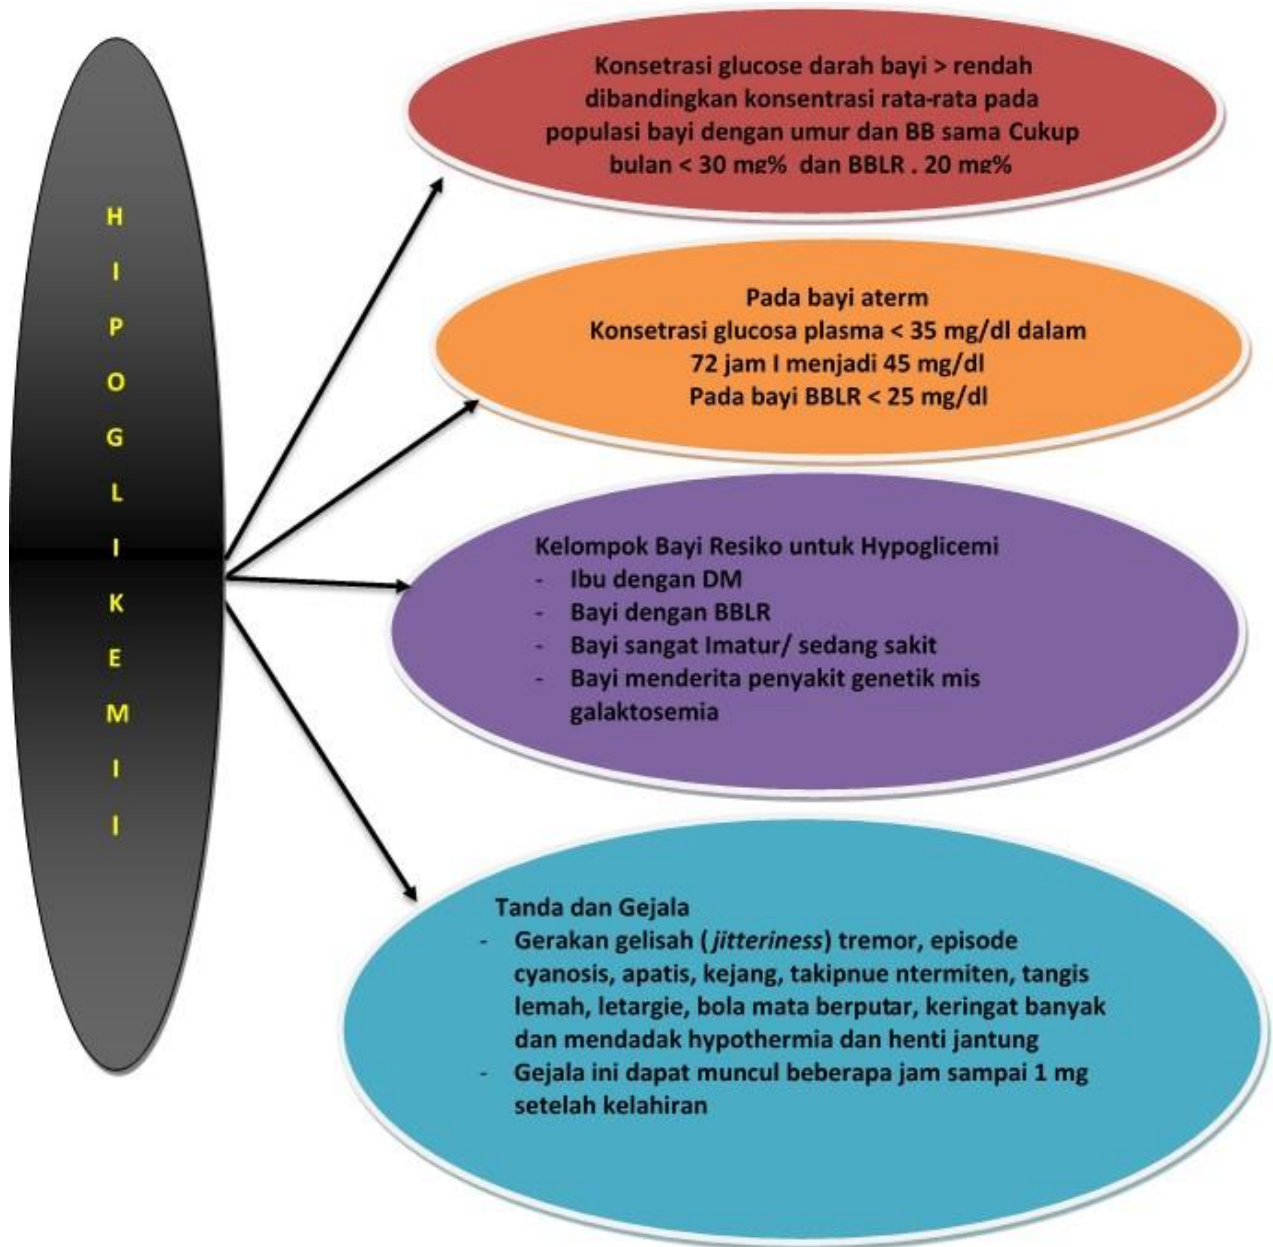 H
I
P
O
G
L
I
K
E
M
I
I
Konsetrasi glucose darah bayi > rendah
dibandingkan konsentrasi rata-rata pada
populasi bayi dengan umur dan BB sama Cukup
bulan < 30 mg% dan BBLR . 20 mg%
Pada bayi aterm
Konsetrasi glucosa plasma < 35 mg/dl dalam
72 jam I menjadi 45 mg/dl
Pada bayi BBLR < 25 mg/dl
Kelompok Bayi Resiko untuk Hypoglicemi
- Ibu dengan DM
- Bayi dengan BBLR
- Bayi sangat Imatur/ sedang sakit
- Bayi menderita penyakit genetik mis
galaktosemia
Tanda dan Gejala
- Gerakan gelisah ( jitteriness) tremor, episode
cyanosis, apatis, kejang, takipnue ntermiten, tangis
lemah, letargie, bola mata berputar, keringat banyak
dan mendadak hypothermia dan henti jantung
- Gejala ini dapat muncul beberapa jam sampai 1 mg
setelah kelahiran